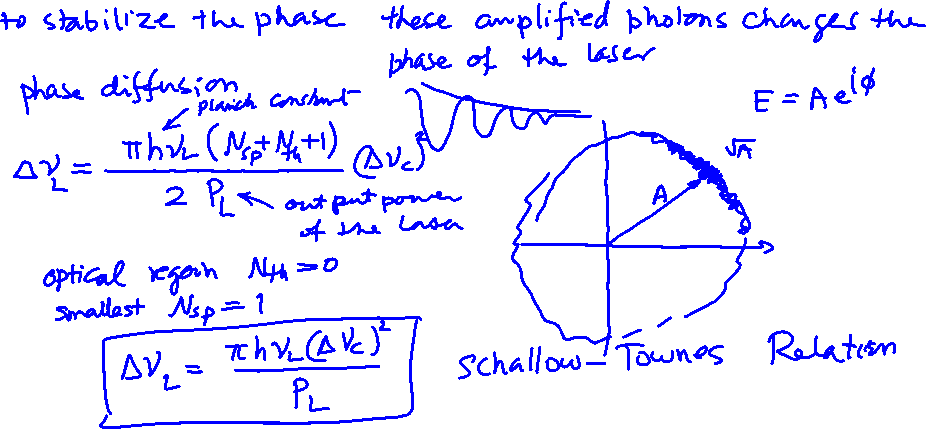 to stabilize the phase these amplified photons changes the
phase of the laser
phase diffusion
planck constant
E = A e^{iφ}
Δν_L = πhν_L (N_sp + N_th + 1) / 2 P_L (Δν_c)^2
output power
of the laser
√A
A
optical region N_th = 0
smallest N_sp = 1
Δν_L = πhν_L (Δν_c)^2 / P_L
Schallow-Townes Relation